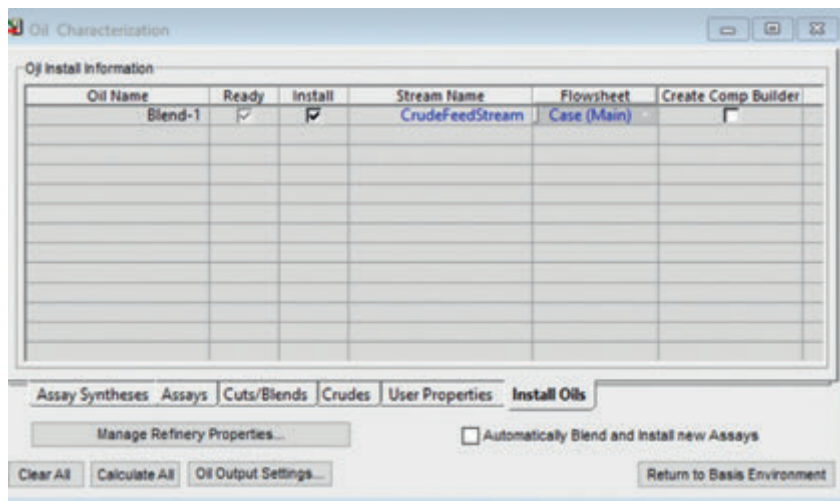 Oil Characterization
Oil Install Information
Oil Name Ready Install Stream Name Flowsheet Create Comp Builder
Blend-1 CrudeFeedStream Case (Main)
Assay Syntheses Assays Cuts/Blends Crudes User Properties Install Oils
Manage Refinery Properties... Automatically Blend and Install new Assays
Clear All Calculate All Oil Output Settings... Return to Basis Environment